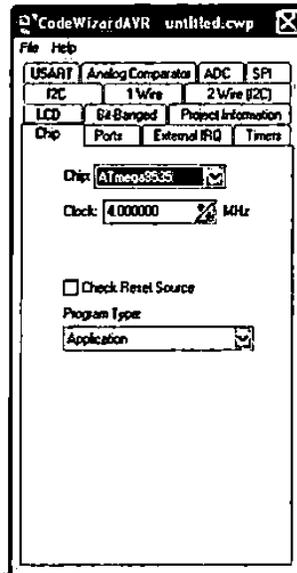 CodeWizardAVR untitled.cwp
File Help
USART Analog Comparator ADC SPI
I2C 1 Wire 2 Wire (I2C)
LCD Bit-Banged Project Information
Chip Ports External IRQ Timers
Chip: ATmega8535
Clock: 4.000000 MHz
Check Reset Source
Program Type:
Application